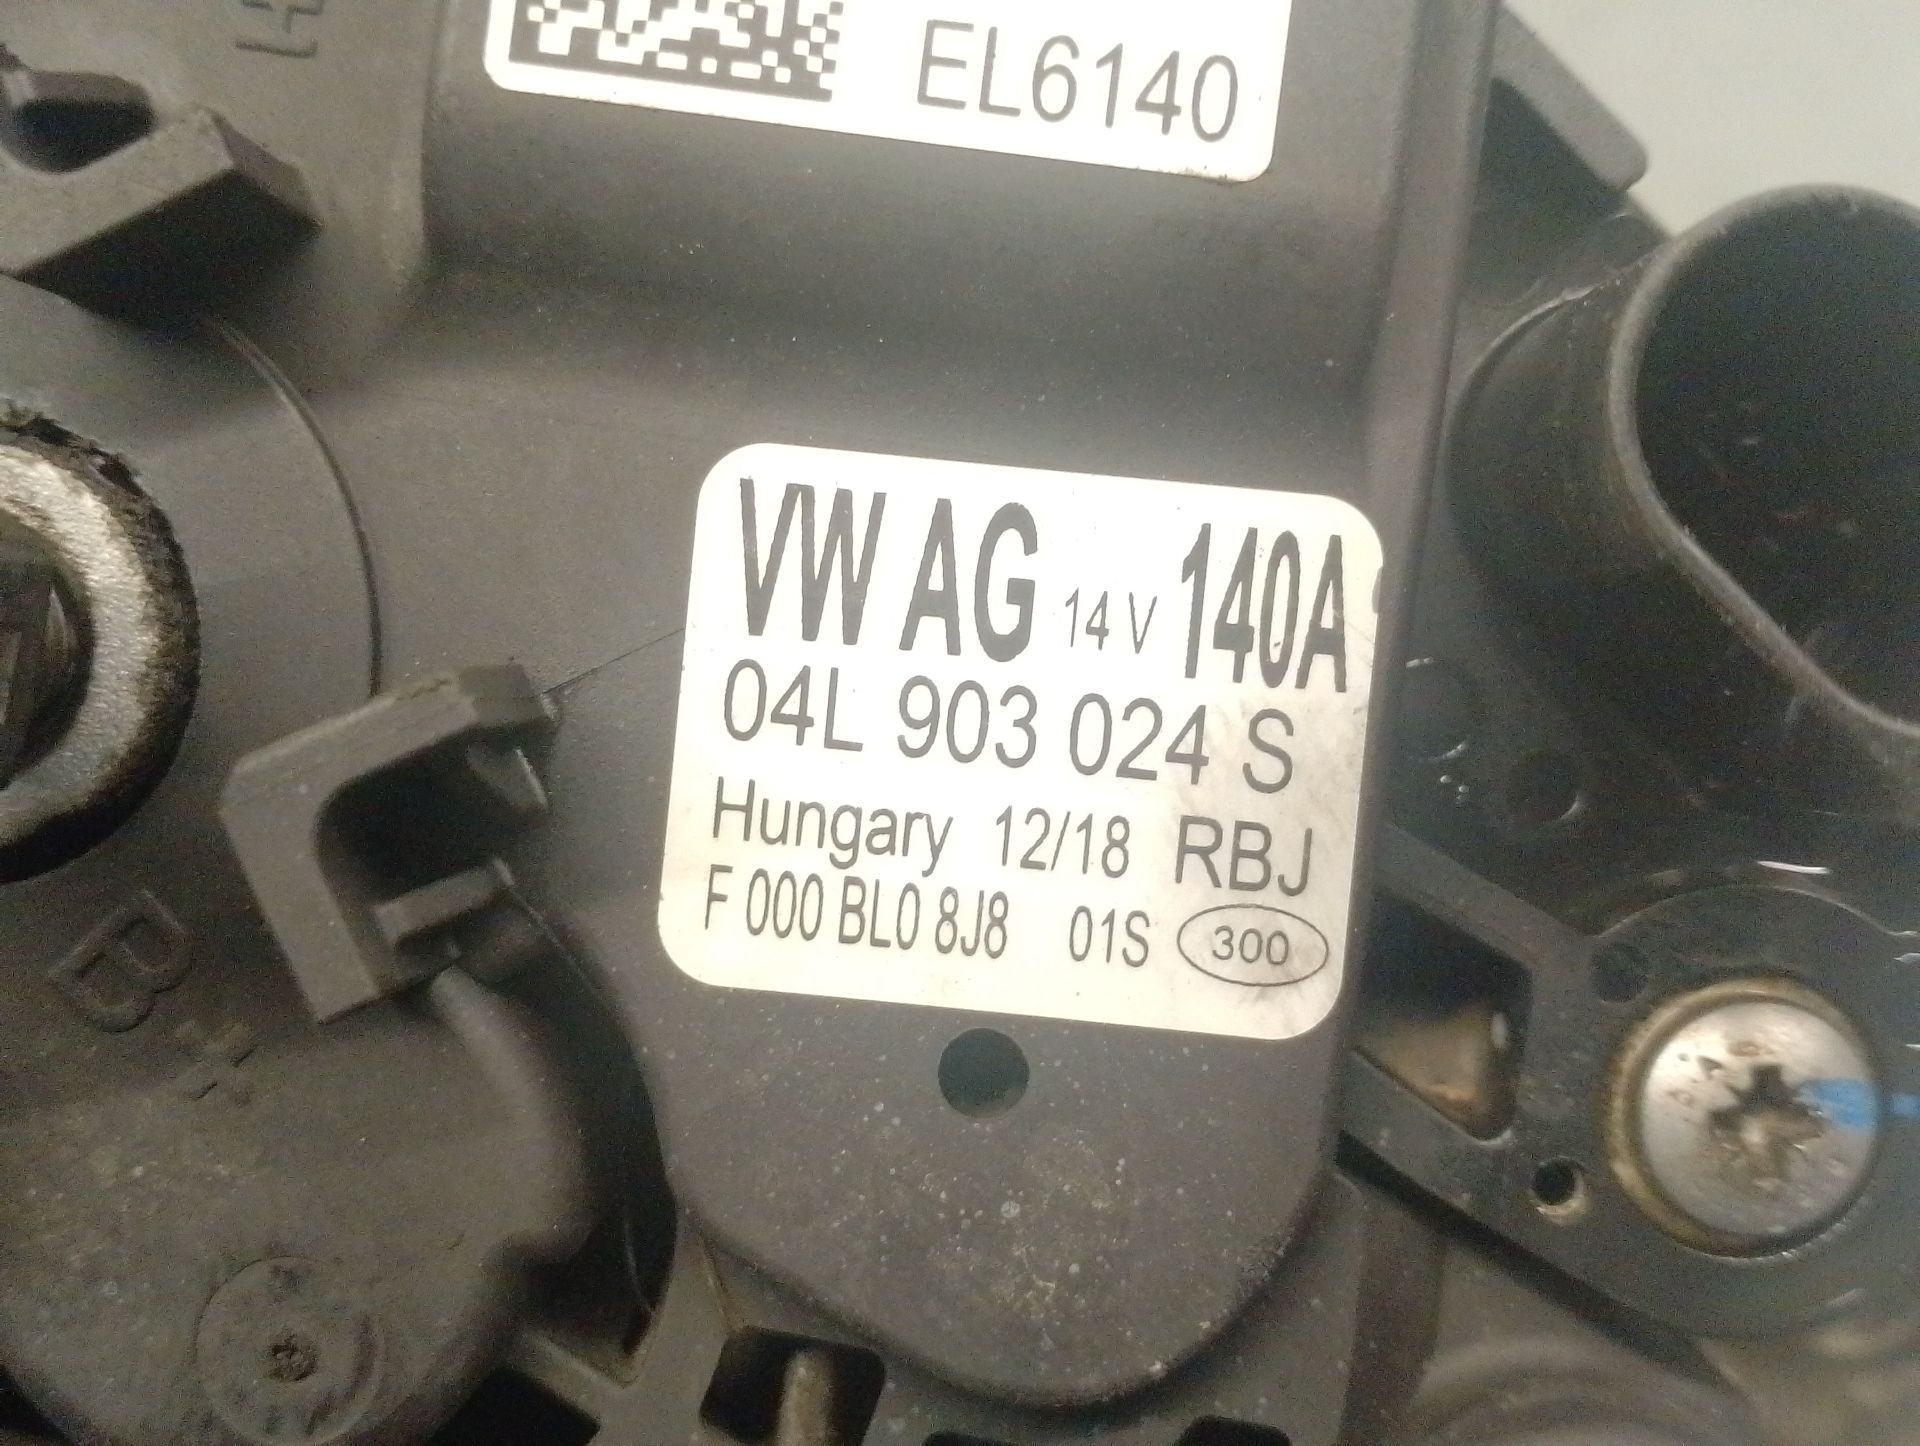 EL6140
VW AG 14 V 140A
04L 903 024 S
Hungary 12/18 RBJ
F 000 BL0 8J8 01S 300
B+